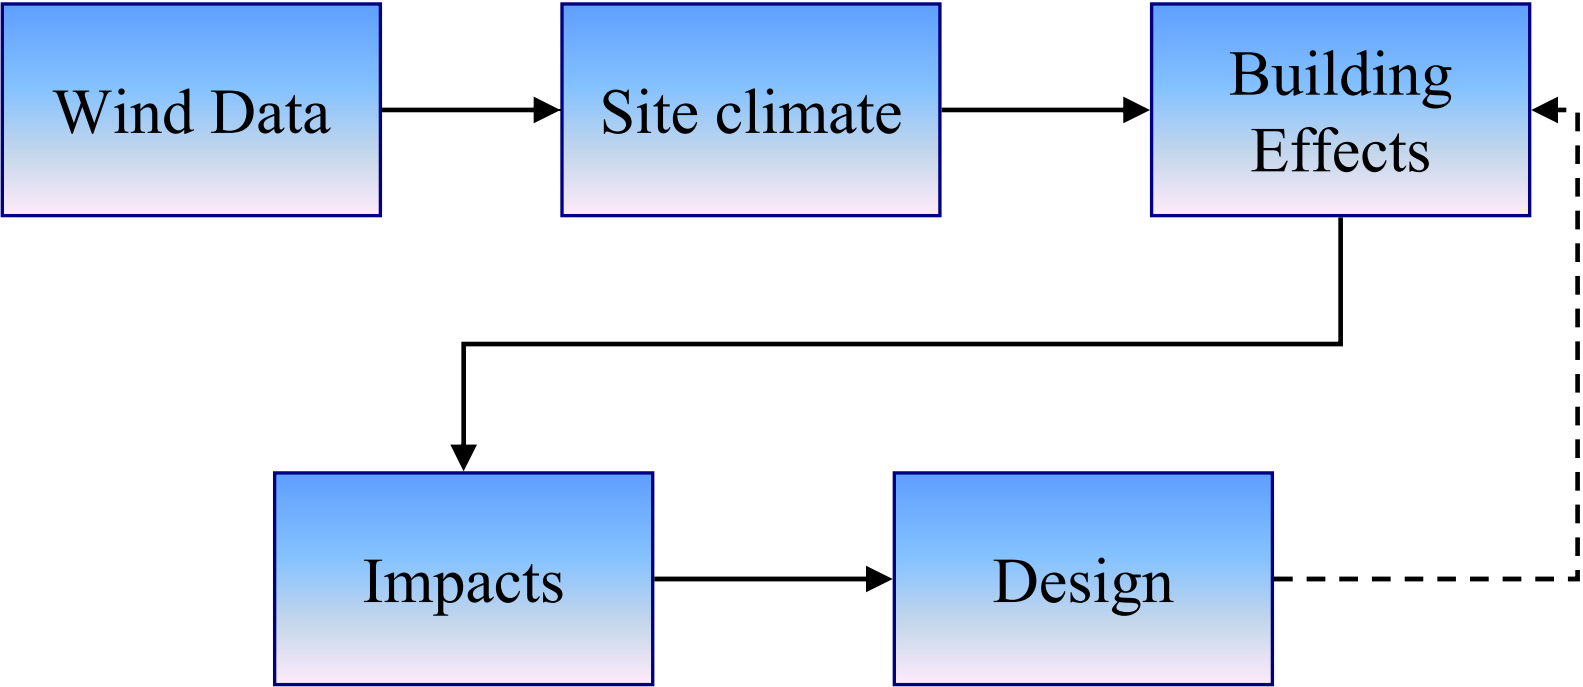 Wind Data
Site climate
Building
Effects
Impacts
Design